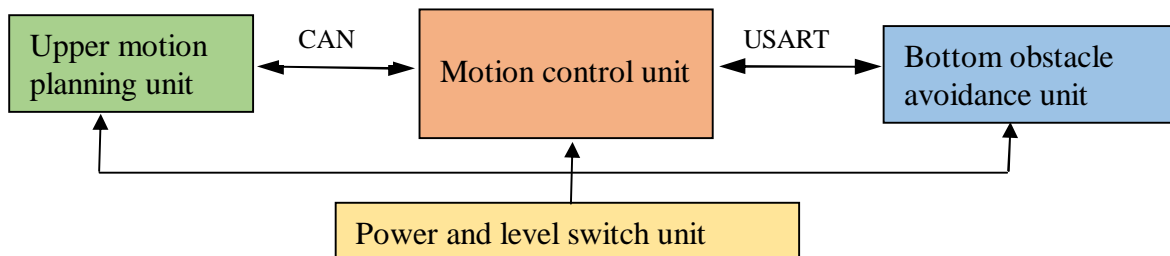 Upper motion
planning unit
CAN
Motion control unit
USART
Bottom obstacle
avoidance unit
Power and level switch unit